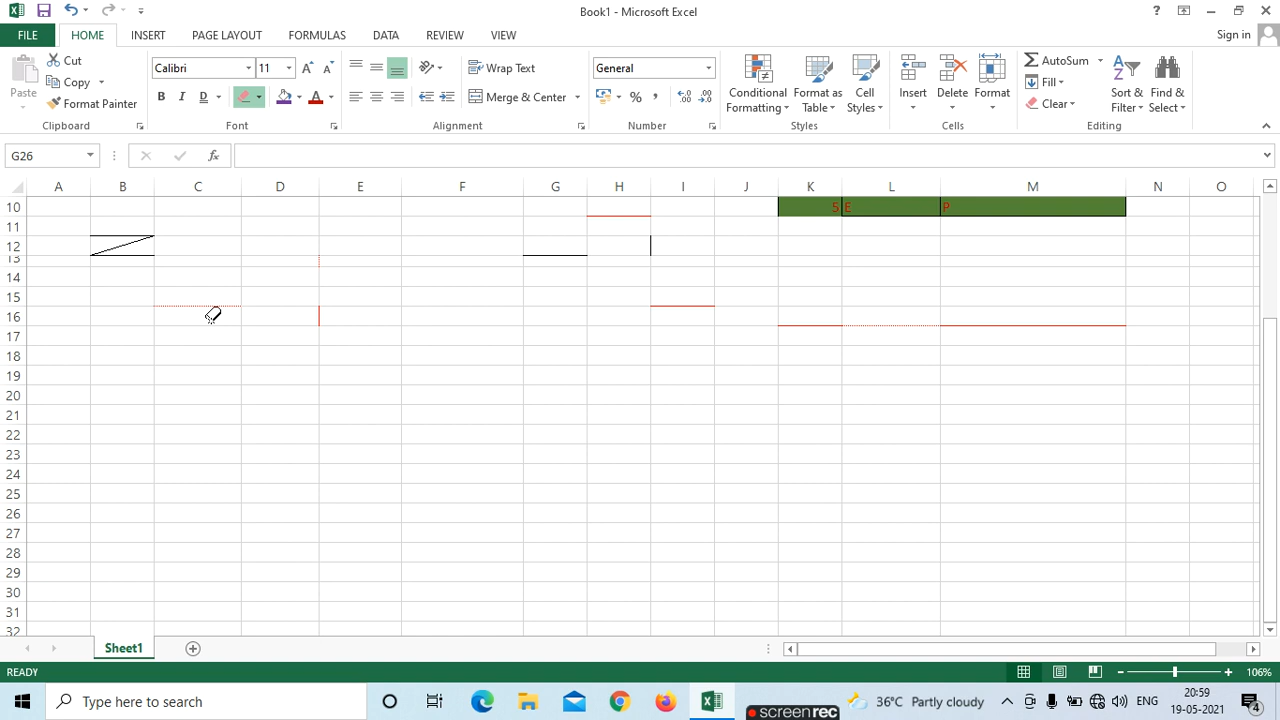 Book1 - Microsoft Excel
FILE HOME INSERT PAGE LAYOUT FORMULAS DATA REVIEW VIEW Sign in
Paste
Cut
Copy
Format Painter
Calibri 11
B I D
Wrap Text
Merge & Center
General
%
Conditional Formatting
Format as Table
Cell Styles
Insert
Delete
Format
AutoSum
Fill
Clear
Sort & Filter
Find & Select
Clipboard Font Alignment Number Styles Cells Editing
G26 fx
A B C D E F G H I J K L M N O
10 5 E P
11
12
13
14
15
16
17
18
19
20
21
22
23
24
25
26
27
28
29
30
31
32
Sheet1
READY 106%
Type here to search
36°C Partly cloudy
ENG
20:59
19-05-2021
4
screenrec